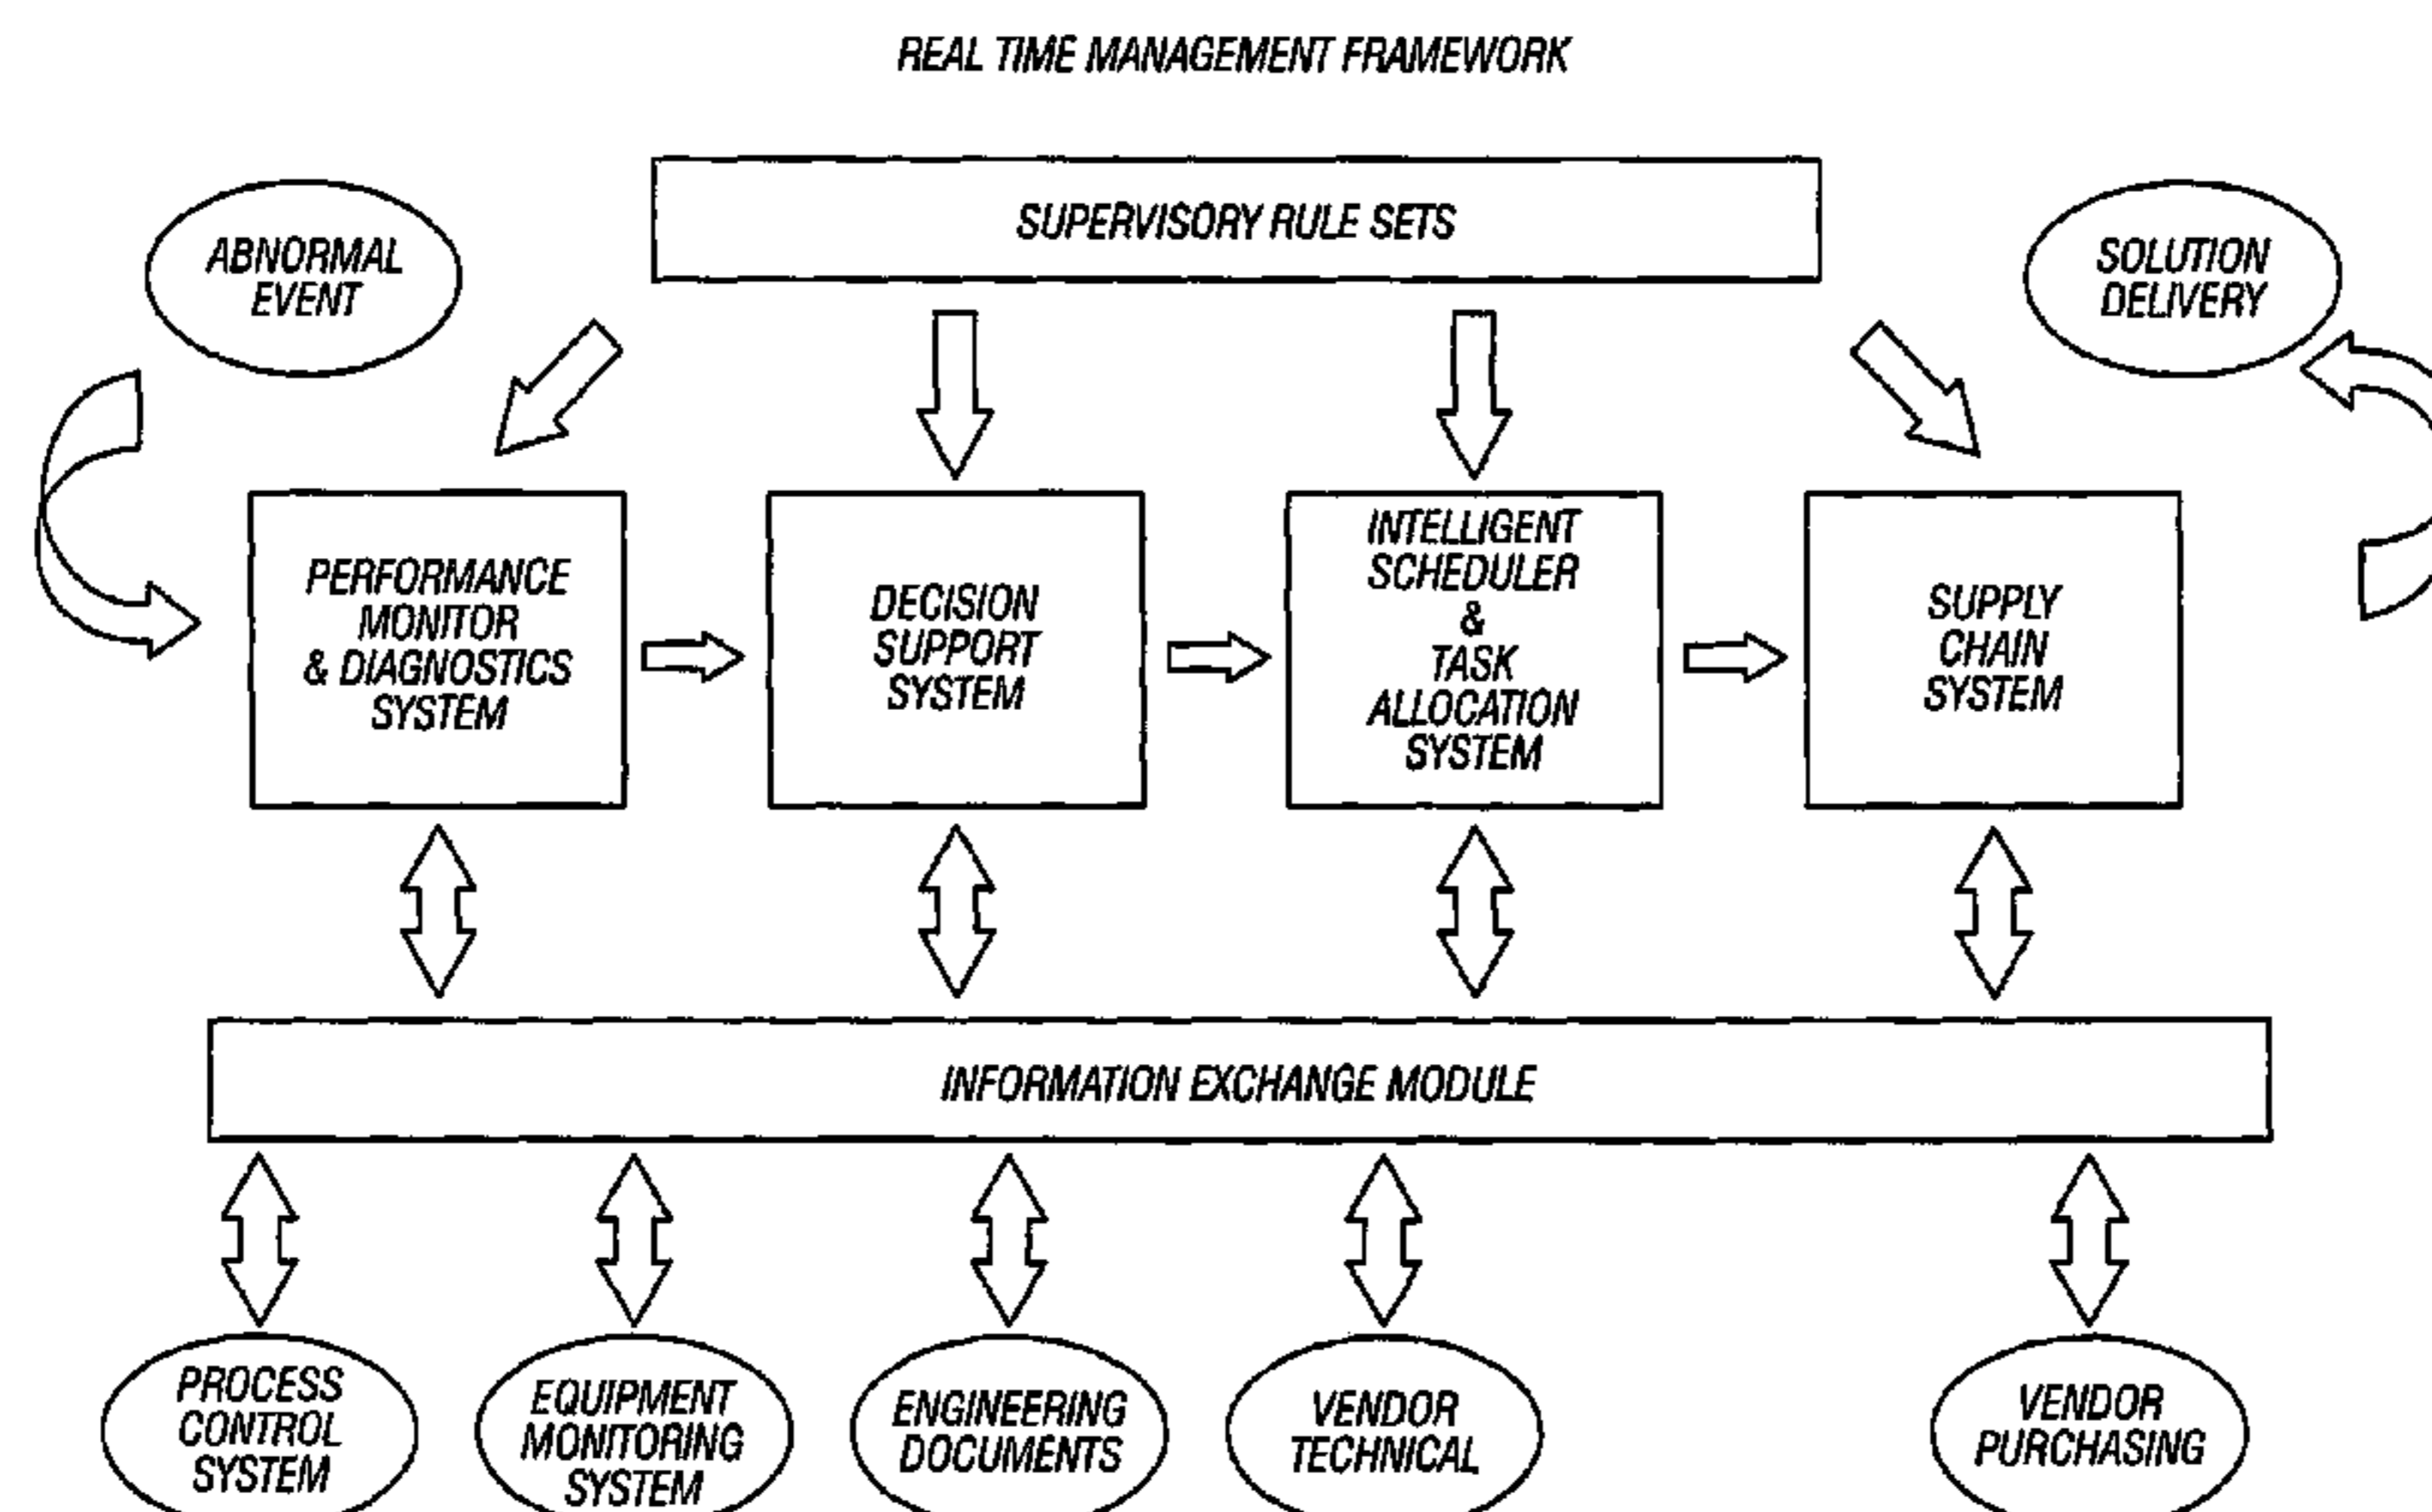 REAL TIME MANAGEMENT FRAMEWORK
SUPERVISORY RULE SETS
ABNORMAL
EVENT
SOLUTION
DELIVERY
PERFORMANCE
MONITOR
& DIAGNOSTICS
SYSTEM
DECISION
SUPPORT
SYSTEM
INTELLIGENT
SCHEDULER
&
TASK
ALLOCATION
SYSTEM
SUPPLY
CHAIN
SYSTEM
INFORMATION EXCHANGE MODULE
PROCESS
CONTROL
SYSTEM
EQUIPMENT
MONITORING
SYSTEM
ENGINEERING
DOCUMENTS
VENDOR
TECHNICAL
VENDOR
PURCHASING